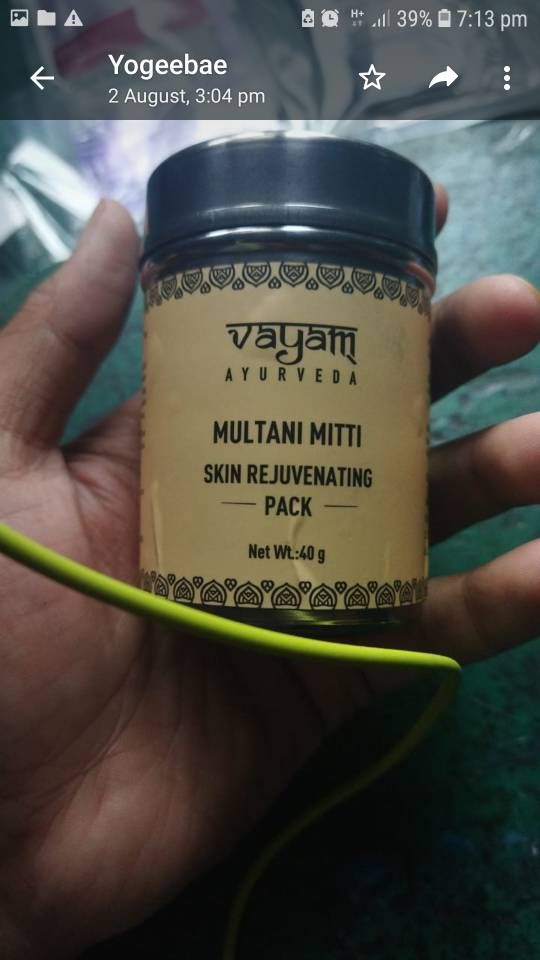 H+ 39% 7:13 pm
Yogeebae
2 August, 3:04 pm
vayam
AYURVEDA
MULTANI MITTI
SKIN REJUVENATING
PACK
Net Wt.:40 g